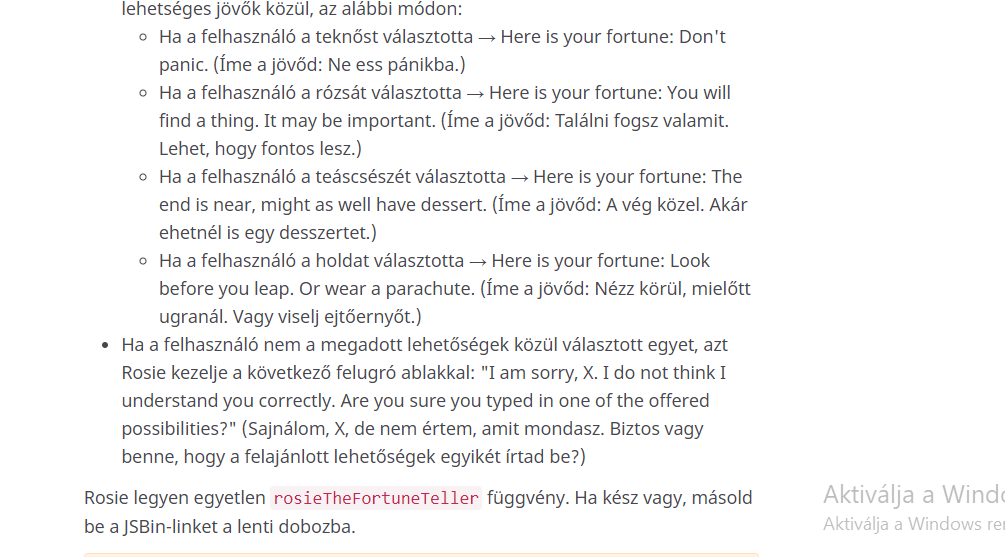 lehetséges jövők közül, az alábbi módon:
Ha a felhasználó a teknőst választotta → Here is your fortune: Don't
panic. (Íme a jövőd: Ne ess pánikba.)
Ha a felhasználó a rózsát választotta → Here is your fortune: You will
find a thing. It may be important. (Íme a jövőd: Találni fogsz valamit.
Lehet, hogy fontos lesz.)
Ha a felhasználó a teáscsészét választotta → Here is your fortune: The
end is near, might as well have dessert. (Íme a jövőd: A vég közel. Akár
ehetnél is egy desszertet.)
Ha a felhasználó a holdat választotta → Here is your fortune: Look
before you leap. Or wear a parachute. (Íme a jövőd: Nézz körül, mielőtt
ugranál. Vagy viselj ejtőernyőt.)
Ha a felhasználó nem a megadott lehetőségek közül választott egyet, azt
Rosie kezelje a következő felugró ablakkal: "I am sorry, X. I do not think I
understand you correctly. Are you sure you typed in one of the offered
possibilities?" (Sajnálom, X, de nem értem, amit mondasz. Biztos vagy
benne, hogy a felajánlott lehetőségek egyikét írtad be?)
Rosie legyen egyetlen rosieTheFortuneTeller függvény. Ha kész vagy, másold
be a JSBin-linket a lenti dobozba.
Aktiválja a Windo
Aktiválja a Windows ren